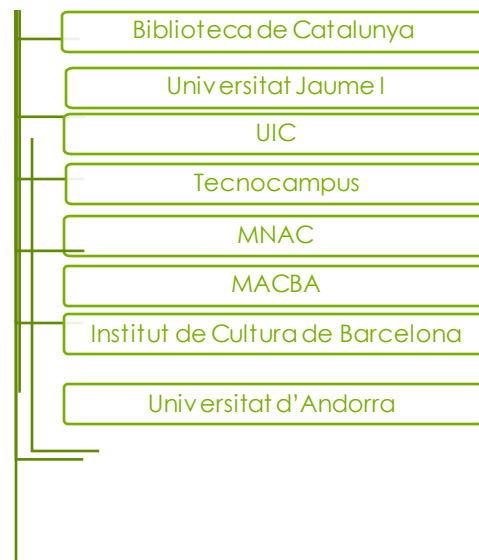 Biblioteca de Catalunya
Universitat Jaume I
UIC
Tecnocampus
MNAC
MACBA
Institut de Cultura de Barcelona
Universitat d’Andorra